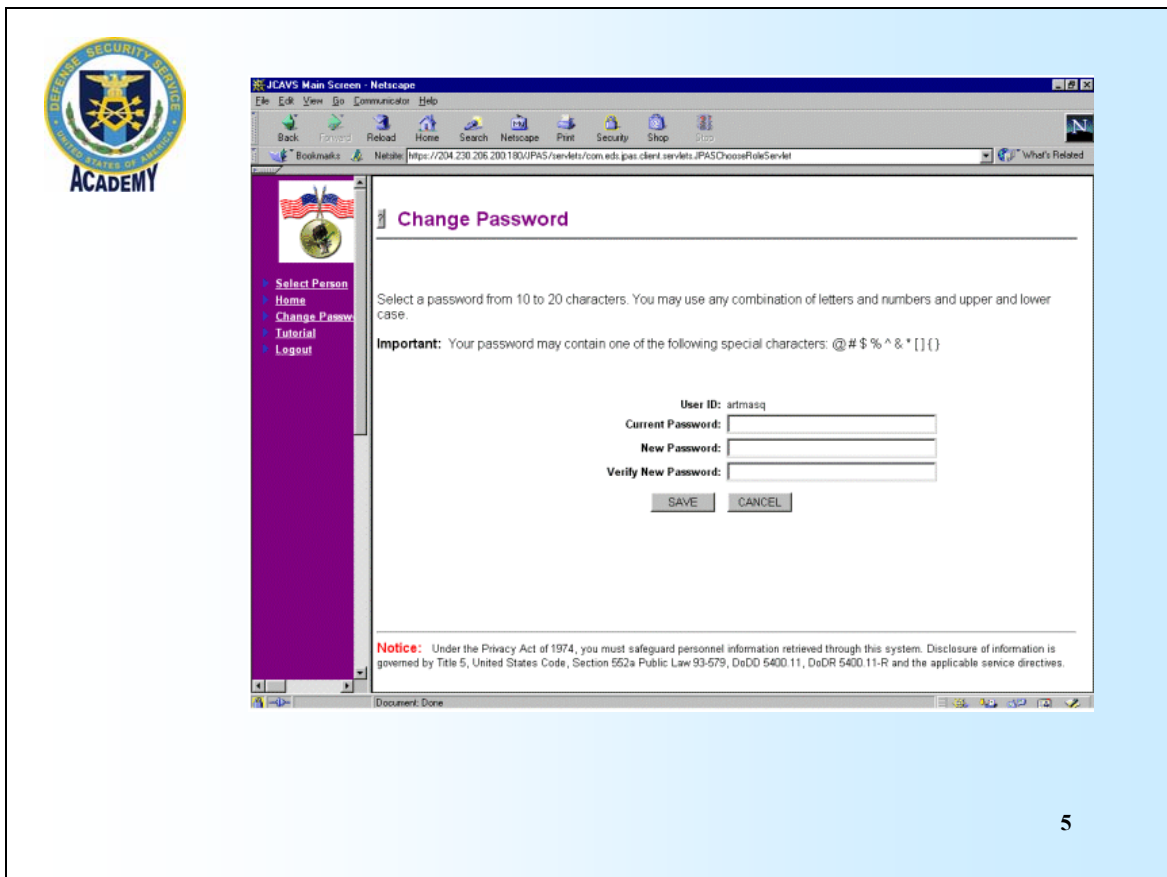 DEFENSE SECURITY SERVICE
UNITED STATES OF AMERICA
ACADEMY
JCAVS Main Screen - Netscape
File Edit View Go Communicator Help
Back Forward Reload Home Search Netscape Print Security Shop Stop
Bookmarks Netsite: https://204.230.206.200:180/JPAS/servlets/com.eds.jpas.client.servlets.JPASChooseRoleServlet What's Related
? Change Password
Select Person
Home
Change Passw
Tutorial
Logout
Select a password from 10 to 20 characters. You may use any combination of letters and numbers and upper and lower
case.
Important: Your password may contain one of the following special characters: @ # $ % ^ & * [ ] { }
User ID: artmasq
Current Password:
New Password:
Verify New Password:
SAVE CANCEL
Notice: Under the Privacy Act of 1974, you must safeguard personnel information retrieved through this system. Disclosure of information is
governed by Title 5, United States Code, Section 552a Public Law 93-579, DoDD 5400.11, DoDR 5400.11-R and the applicable service directives.
Document: Done
5